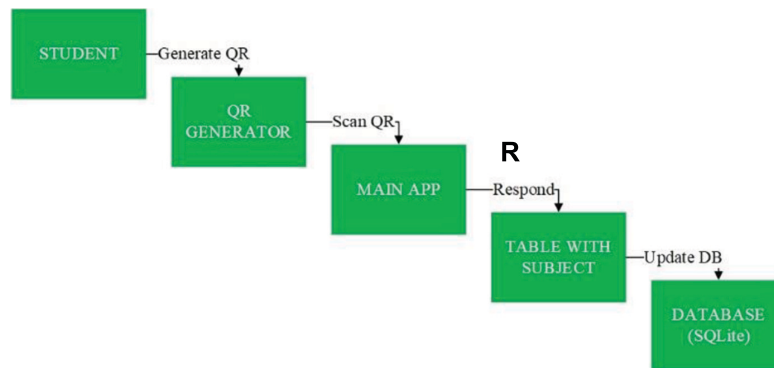 STUDENT
Generate QR
QR
GENERATOR
Scan QR
MAIN APP
R
Respond
TABLE WITH
SUBJECT
Update DB
DATABASE
(SQLite)